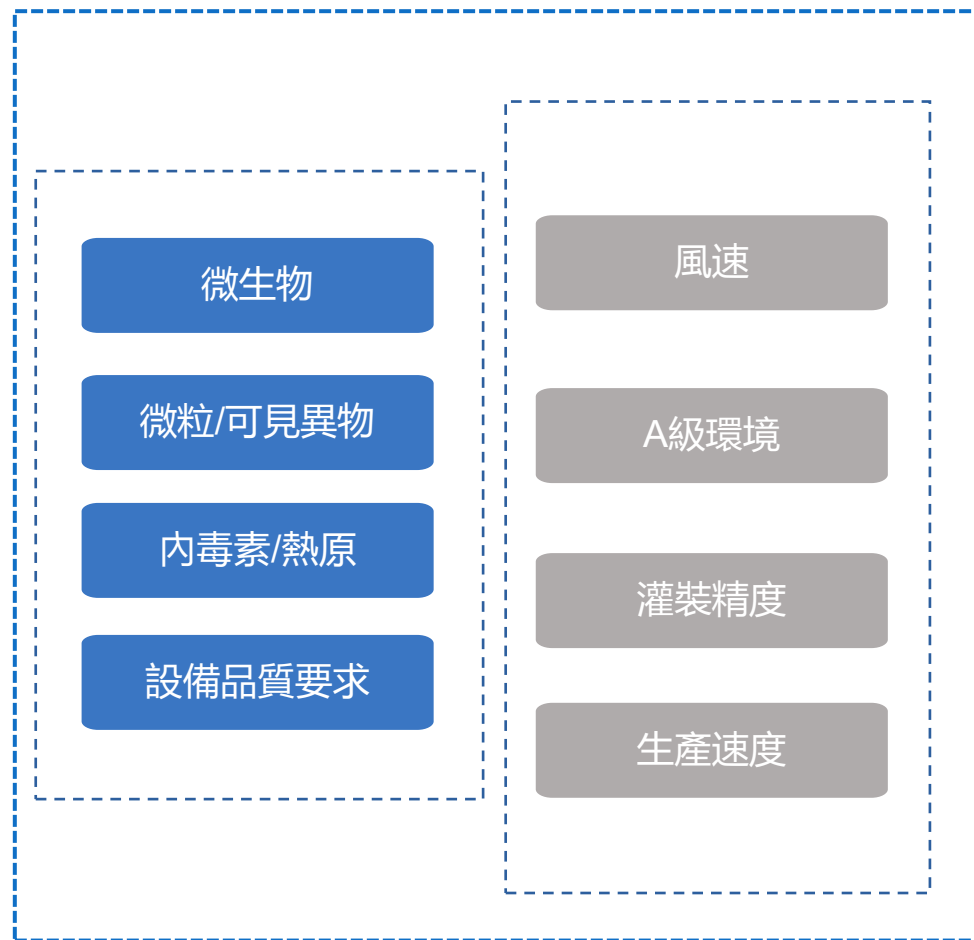 微生物
微粒/可見異物
內毒素/熱原
設備品質要求
風速
A級環境
灌裝精度
生產速度